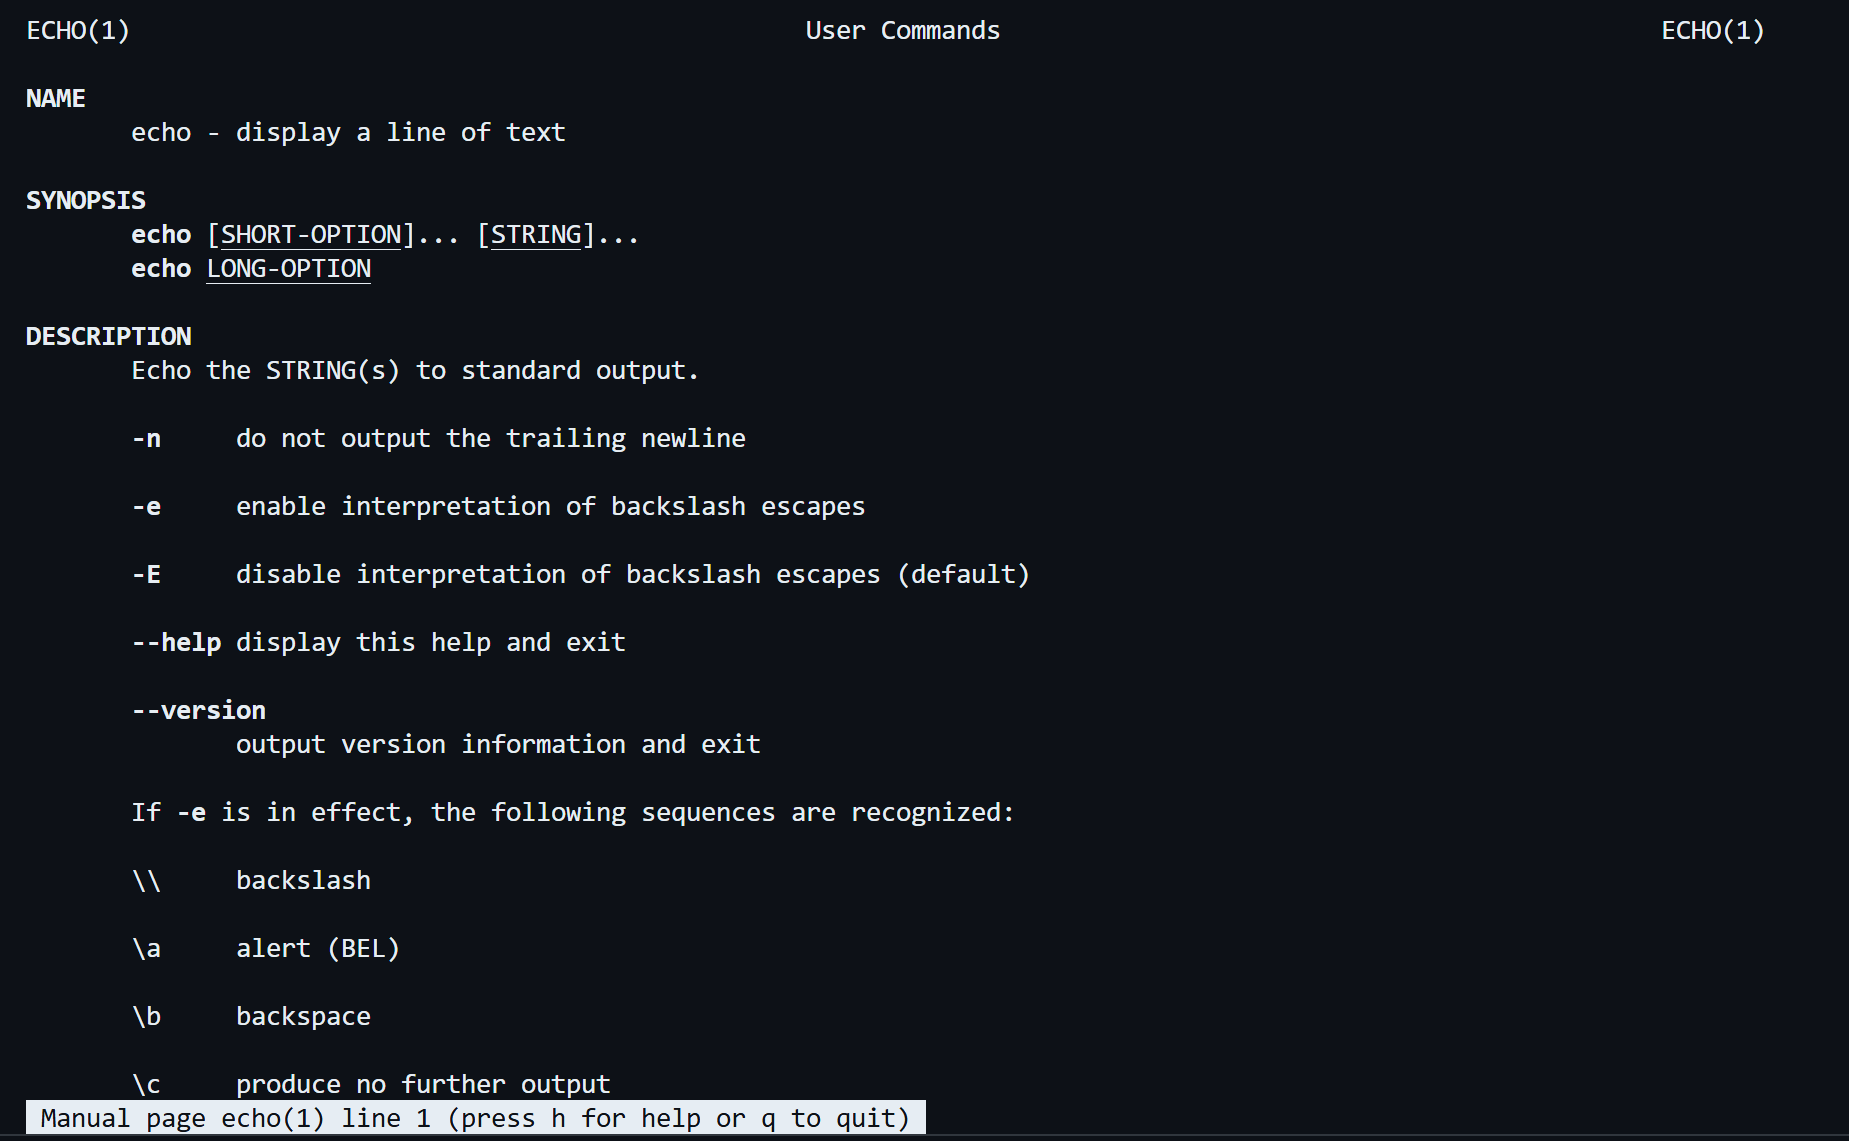 ECHO(1) User Commands ECHO(1)
NAME
echo - display a line of text
SYNOPSIS
echo [SHORT-OPTION]... [STRING]...
echo LONG-OPTION
DESCRIPTION
Echo the STRING(s) to standard output.
-n do not output the trailing newline
-e enable interpretation of backslash escapes
-E disable interpretation of backslash escapes (default)
--help display this help and exit
--version
output version information and exit
If -e is in effect, the following sequences are recognized:
\\ backslash
\a alert (BEL)
\b backspace
\c produce no further output
Manual page echo(1) line 1 (press h for help or q to quit)